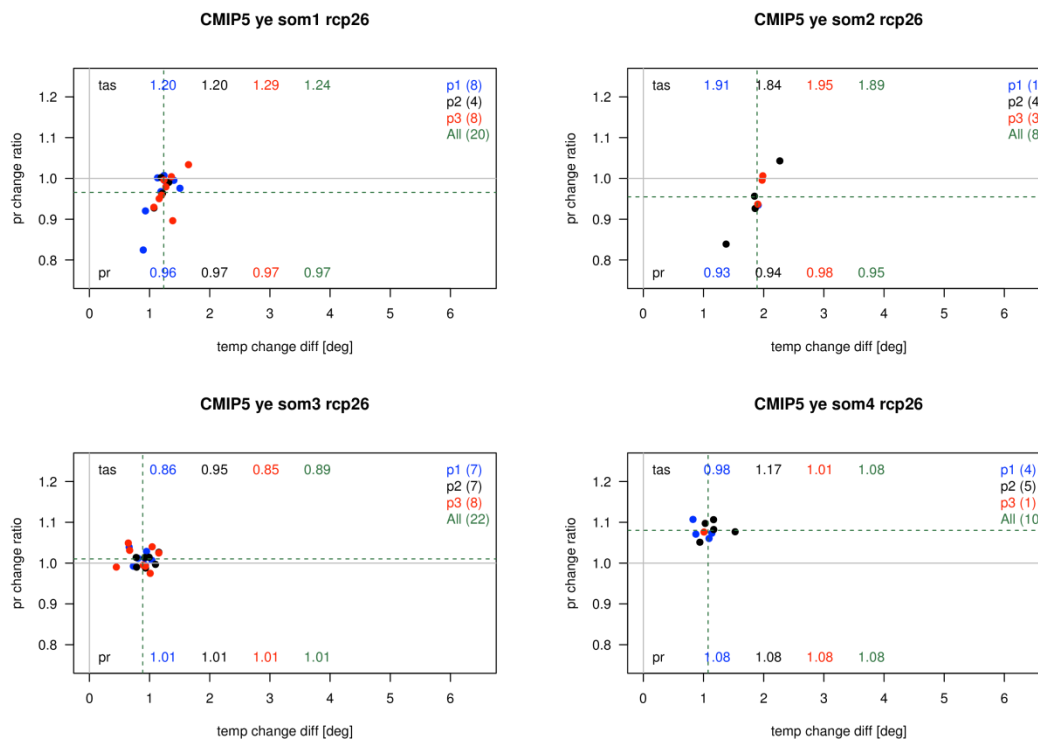 CMIP5 ye som1 rcp26
tas 1.20 1.20 1.29 1.24 p1 (8)
p2 (4)
p3 (8)
All (20)
1.2
1.1
1.0
0.9
0.8
pr change ratio
pr 0.96 0.97 0.97 0.97
0 1 2 3 4 5 6
temp change diff [deg]
CMIP5 ye som2 rcp26
tas 1.91 1.84 1.95 1.89 p1 (1
p2 (4
p3 (3
All (8
1.2
1.1
1.0
0.9
0.8
pr change ratio
pr 0.93 0.94 0.98 0.95
0 1 2 3 4 5 6
temp change diff [deg]
CMIP5 ye som3 rcp26
tas 0.86 0.95 0.85 0.89 p1 (7)
p2 (7)
p3 (8)
All (22)
1.2
1.1
1.0
0.9
0.8
pr change ratio
pr 1.01 1.01 1.01 1.01
0 1 2 3 4 5 6
temp change diff [deg]
CMIP5 ye som4 rcp26
tas 0.98 1.17 1.01 1.08 p1 (4)
p2 (5)
p3 (1)
All (10
1.2
1.1
1.0
0.9
0.8
pr change ratio
pr 1.08 1.08 1.08 1.08
0 1 2 3 4 5 6
temp change diff [deg]